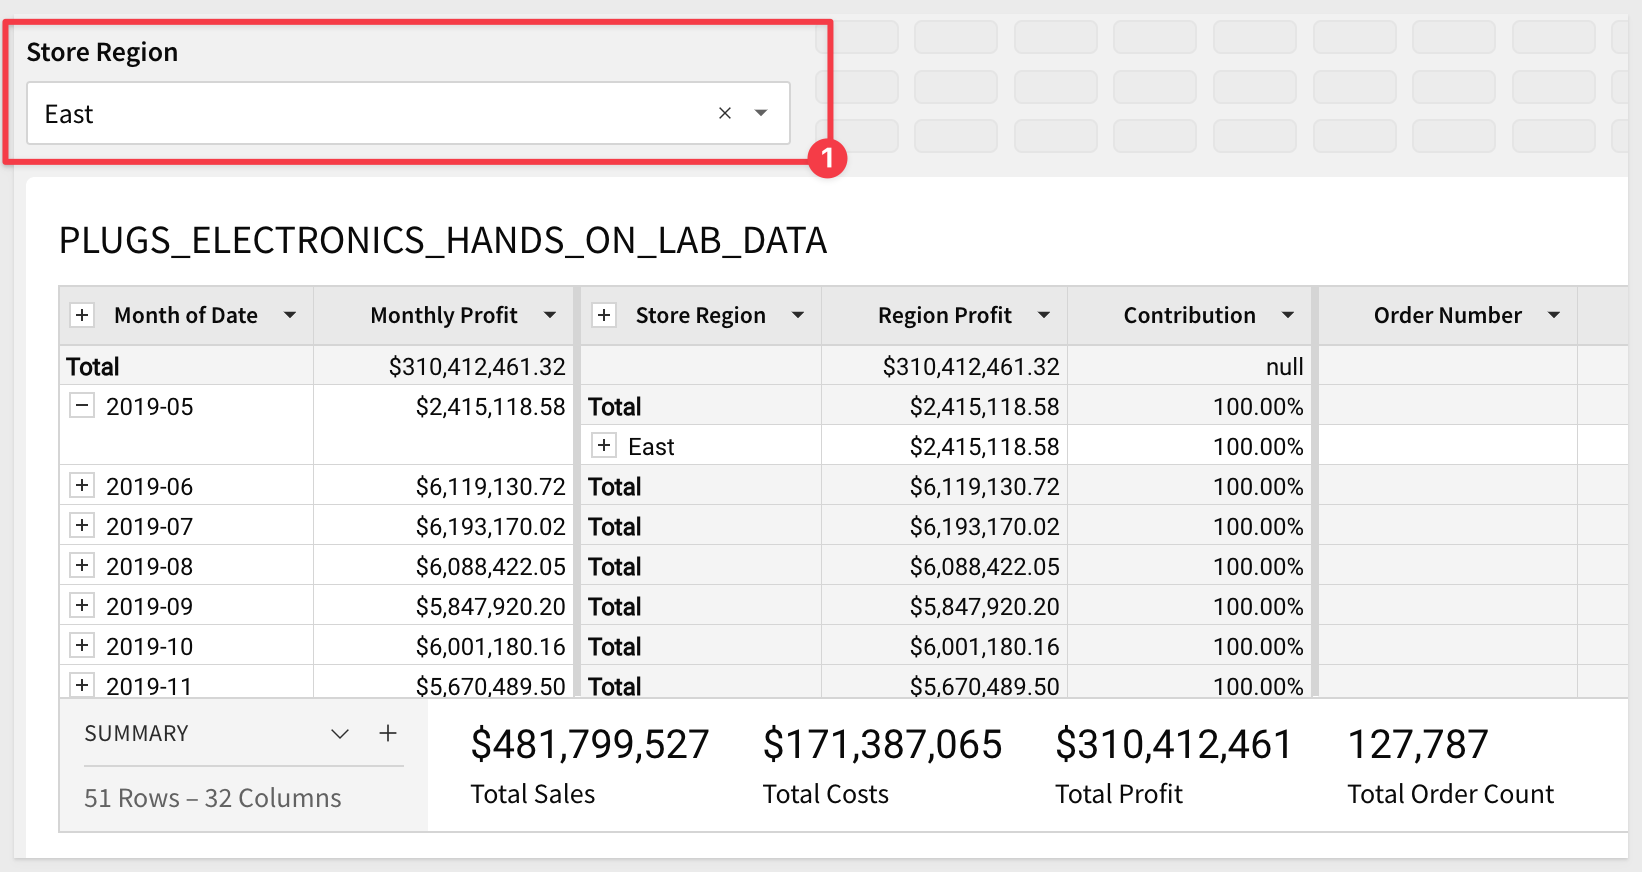 Store Region
East
1
PLUGS_ELECTRONICS_HANDS_ON_LAB_DATA
Month of Date Monthly Profit Store Region Region Profit Contribution Order Number
Total $310,412,461.32 $310,412,461.32 null
2019-05 $2,415,118.58 Total $2,415,118.58 100.00%
East $2,415,118.58 100.00%
2019-06 $6,119,130.72 Total $6,119,130.72 100.00%
2019-07 $6,193,170.02 Total $6,193,170.02 100.00%
2019-08 $6,088,422.05 Total $6,088,422.05 100.00%
2019-09 $5,847,920.20 Total $5,847,920.20 100.00%
2019-10 $6,001,180.16 Total $6,001,180.16 100.00%
2019-11 $5,670,489.50 Total $5,670,489.50 100.00%
SUMMARY
51 Rows – 32 Columns
$481,799,527 $171,387,065 $310,412,461 127,787
Total Sales Total Costs Total Profit Total Order Count